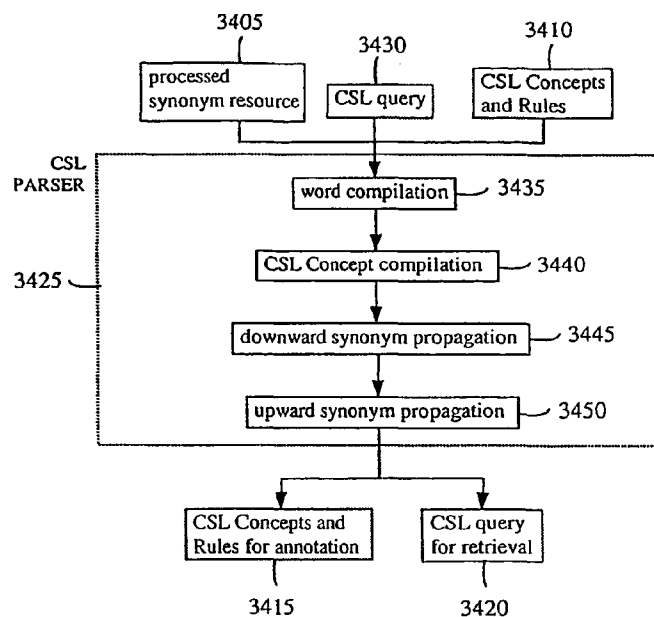 3405
3430
3410
processed
synonym resource
CSL query
CSL Concepts
and Rules
CSL
PARSER
word compilation
3435
CSL Concept compilation
3440
3425
downward synonym propagation
3445
upward synonym propagation
3450
CSL Concepts and
Rules for annotation
CSL query
for retrieval
3415
3420